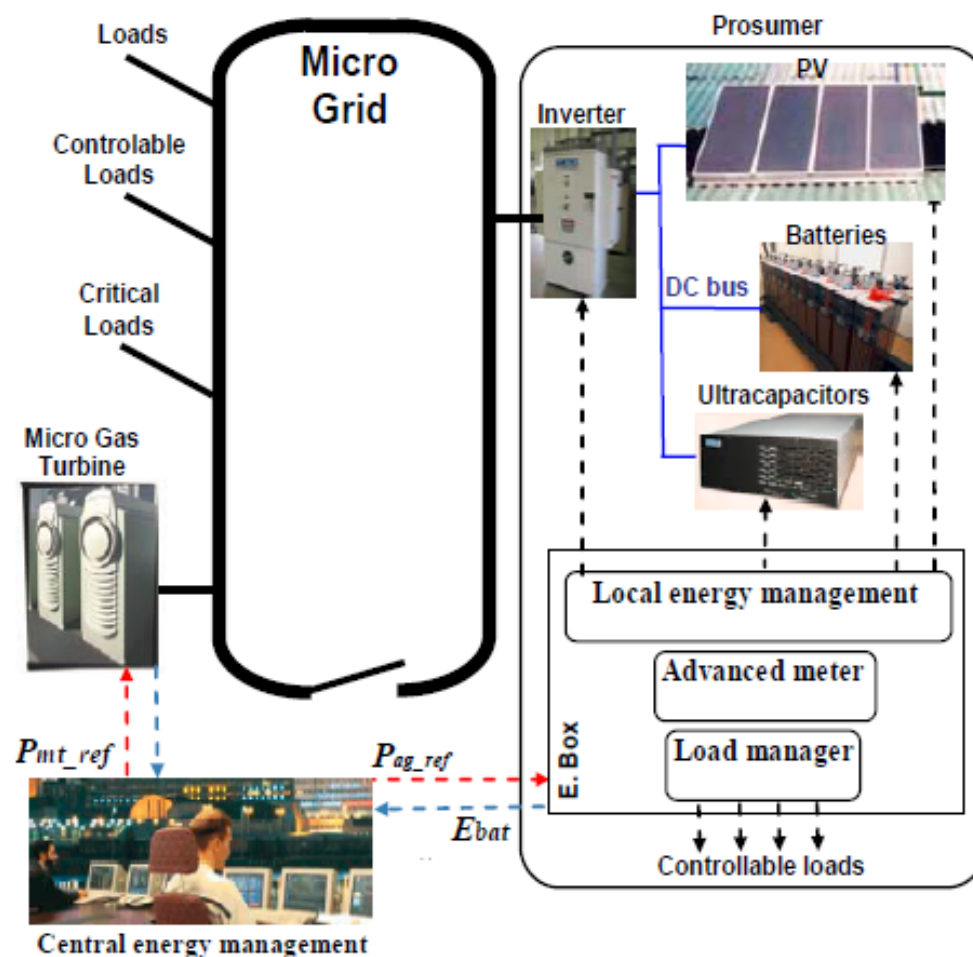 Loads
Controlable
Loads
Critical
Loads
Micro Gas
Turbine
Micro
Grid
Prosumer
PV
Inverter
Batteries
DC bus
Ultracapacitors
Local energy management
Advanced meter
Load manager
E. Box
Controllable loads
Pmt_ref
Pag_ref
Ebat
Central energy management